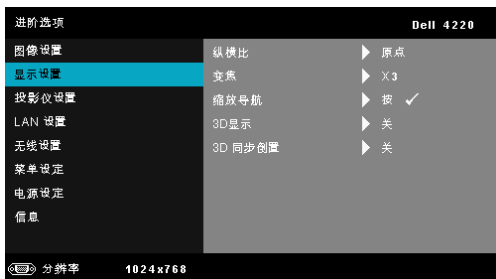 进阶选项 Dell 4220
图像设置 纵横比 原点
显示设置 变焦 X3
投影仪设置 缩放导航 按
LAN 设置 3D显示 关
无线设置 3D 同步倒置 关
菜单设定
电源设定
信息
分辨率 1024x768